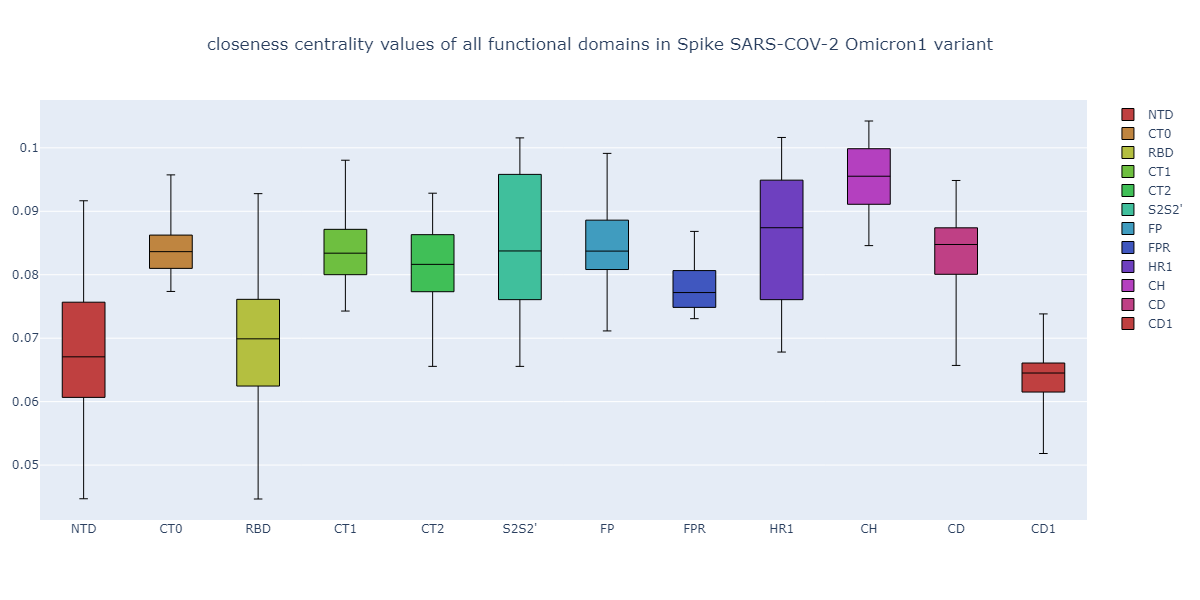 closeness centrality values of all functional domains in Spike SARS-COV-2 Omicron1 variant
0.1
0.09
0.08
0.07
0.06
0.05
NTD CT0 RBD CT1 CT2 S2S2' FP FPR HR1 CH CD CD1
NTD
CT0
RBD
CT1
CT2
S2S2'
FP
FPR
HR1
CH
CD
CD1